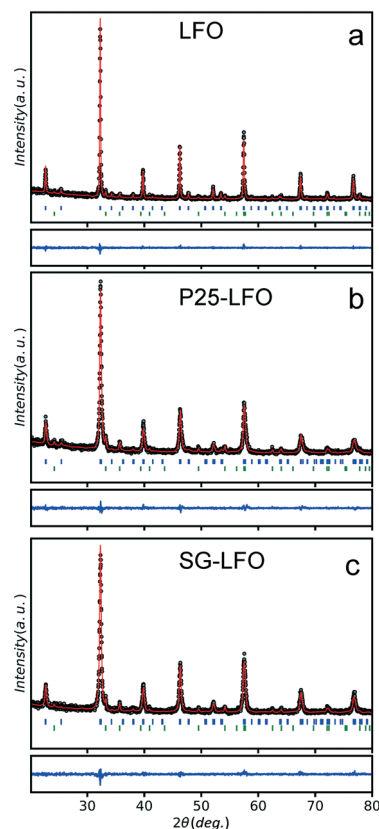 LFO
a
Intensity(a.u.)
P25-LFO
b
Intensity(a.u.)
SG-LFO
c
Intensity(a.u.)
30 40 50 60 70 80
2θ(deg.)